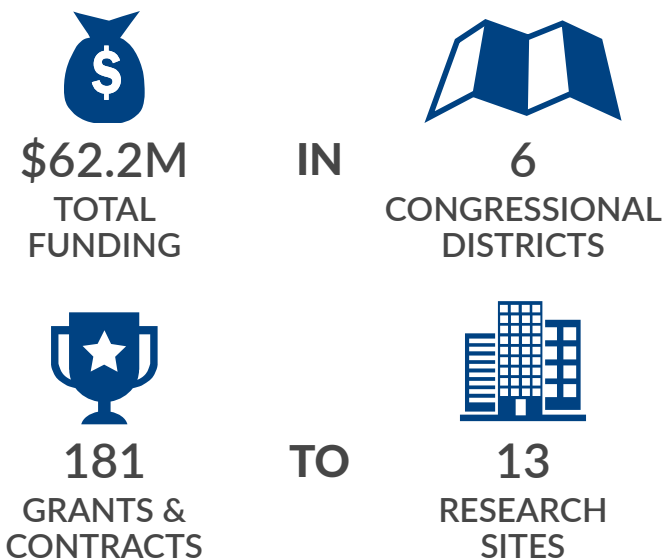 $
$62.2M IN 6
TOTAL
FUNDING
CONGRESSIONAL
DISTRICTS
181 TO 13
GRANTS &
CONTRACTS
RESEARCH
SITES